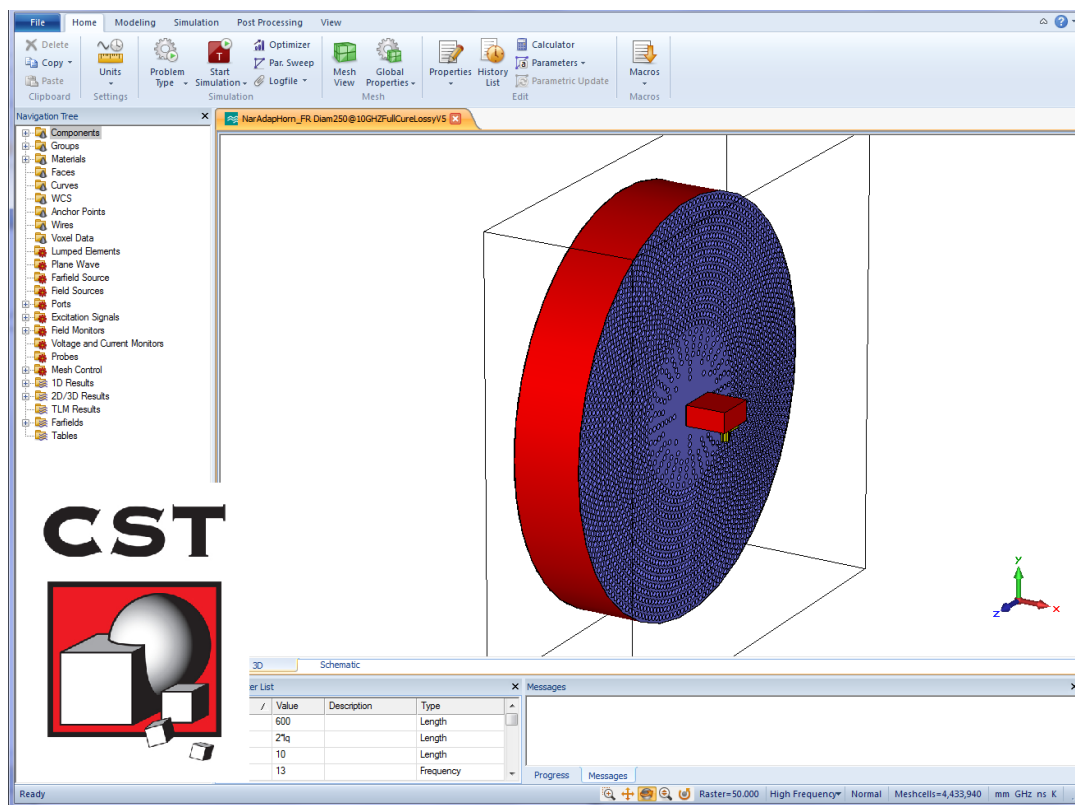 File Home Modeling Simulation Post Processing View
Delete
Copy
Paste
Clipboard
Units
Settings
Problem Type
Start Simulation
Optimizer
Par. Sweep
Logfile
Simulation
Mesh View
Global Properties
Mesh
Properties
History List
Calculator
Parameters
Parametric Update
Edit
Macros
Macros
Navigation Tree
NarAdapHorn_FR Diam250@10GHZFullCureLossyV5
Components
Groups
Materials
Faces
Curves
WCS
Anchor Points
Wires
Voxel Data
Lumped Elements
Plane Wave
Farfield Source
Field Sources
Ports
Excitation Signals
Field Monitors
Voltage and Current Monitors
Probes
Mesh Control
1D Results
2D/3D Results
TLM Results
Farfields
Tables
CST
y
z
x
3D Schematic
er List
Messages
/ Value Description Type
600 Length
2*lq Length
10 Length
13 Frequency
Progress Messages
Ready Raster=50.000 High Frequency Normal Meshcells=4,433,940 mm GHz ns K